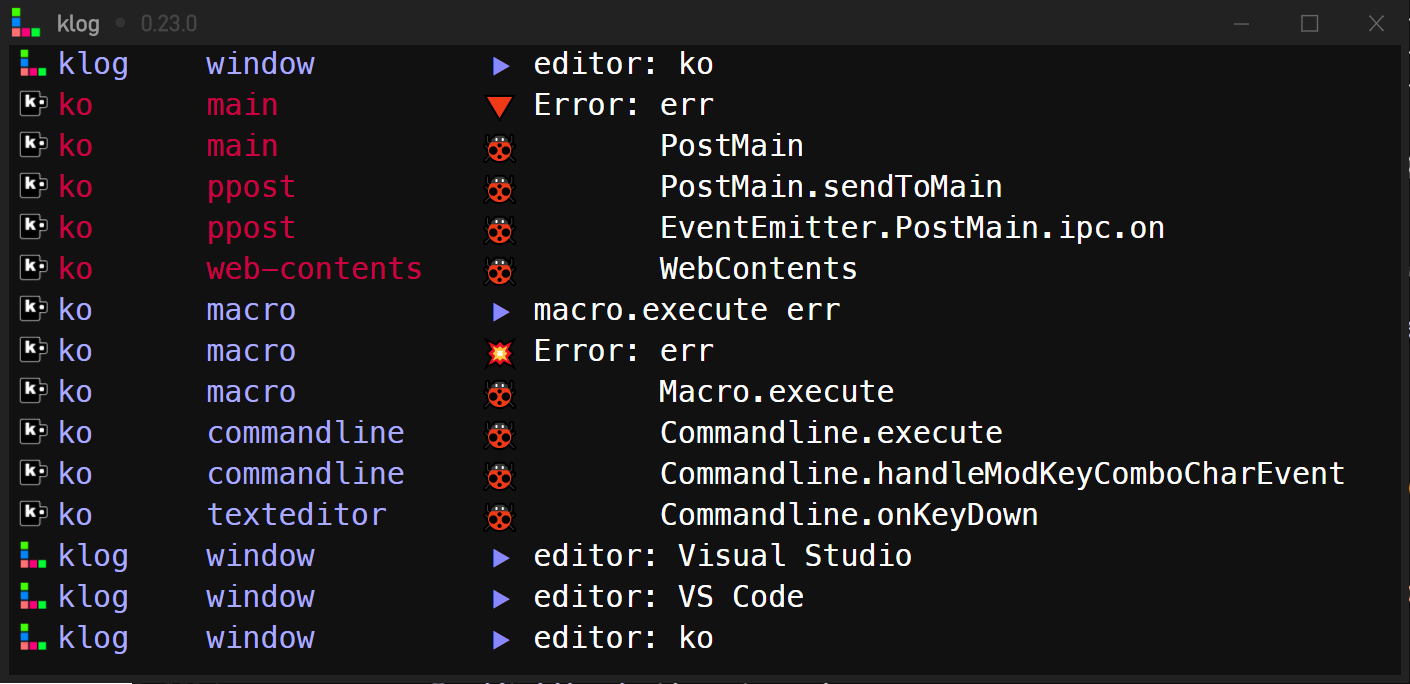 klog • 0.23.0
klog window ▶ editor: ko
ko main ▼ Error: err
ko main PostMain
ko ppost PostMain.sendToMain
ko ppost EventEmitter.PostMain.ipc.on
ko web-contents WebContents
ko macro ▶ macro.execute err
ko macro Error: err
ko macro Macro.execute
ko commandline Commandline.execute
ko commandline Commandline.handleModKeyComboCharEvent
ko texteditor Commandline.onKeyDown
klog window ▶ editor: Visual Studio
klog window ▶ editor: VS Code
klog window ▶ editor: ko